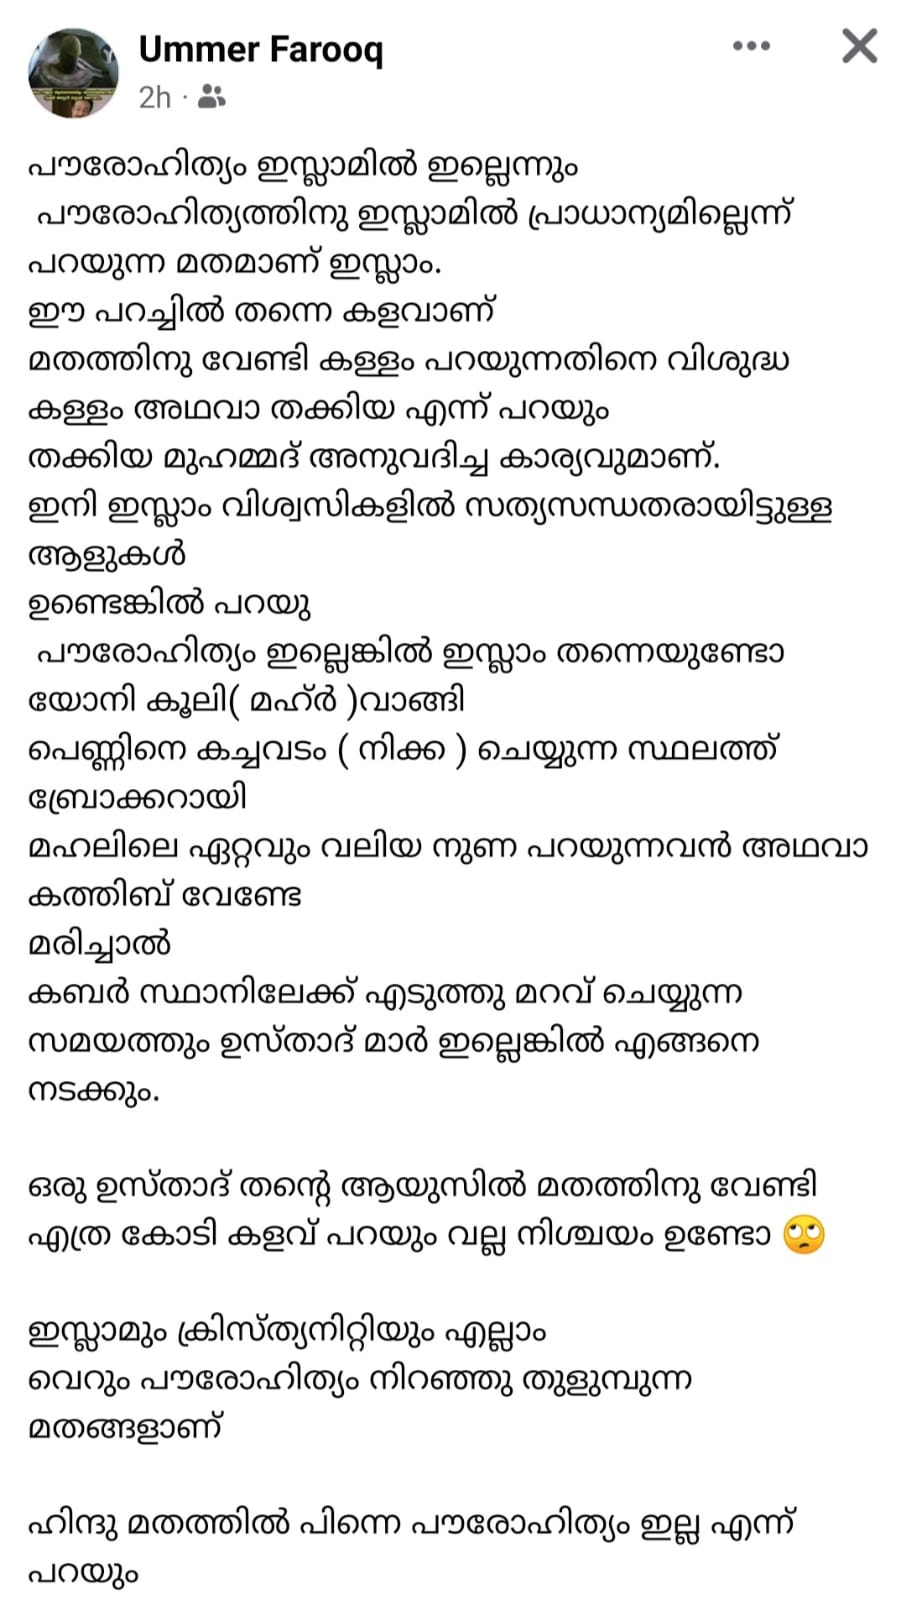 Ummer Farooq
2h ·
പൗരോഹിത്യം ഇസ്ലാമിൽ ഇല്ലെന്നും
പൗരോഹിത്യത്തിനു ഇസ്ലാമിൽ പ്രാധാന്യമില്ലെന്ന്
പറയുന്ന മതമാണ് ഇസ്ലാം.
ഈ പറച്ചിൽ തന്നെ കളവാണ്
മതത്തിനു വേണ്ടി കള്ളം പറയുന്നതിനെ വിശുദ്ധ
കള്ളം അഥവാ തക്കിയ എന്ന് പറയും
തക്കിയ മുഹമ്മദ് അനുവദിച്ച കാര്യവുമാണ്.
ഇനി ഇസ്ലാം വിശ്വസികളിൽ സത്യസന്ധതരായിട്ടുള്ള
ആളുകൾ
ഉണ്ടെങ്കിൽ പറയു
പൗരോഹിത്യം ഇല്ലെങ്കിൽ ഇസ്ലാം തന്നെയുണ്ടോ
യോനി കൂലി( മഹ്ർ )വാങ്ങി
പെണ്ണിനെ കച്ചവടം ( നിക്ക ) ചെയ്യുന്ന സ്ഥലത്ത്
ബ്രോക്കറായി
മഹലിലെ ഏറ്റവും വലിയ നുണ പറയുന്നവൻ അഥവാ
കത്തിബ് വേണ്ടേ
മരിച്ചാൽ
കബർ സ്ഥാനിലേക്ക് എടുത്തു മറവ് ചെയ്യുന്ന
സമയത്തും ഉസ്താദ് മാർ ഇല്ലെങ്കിൽ എങ്ങനെ
നടക്കും.
ഒരു ഉസ്താദ് തന്റെ ആയുസിൽ മതത്തിനു വേണ്ടി
എത്ര കോടി കളവ് പറയും വല്ല നിശ്ചയം ഉണ്ടോ 🙄
ഇസ്ലാമും ക്രിസ്ത്യനിറ്റിയും എല്ലാം
വെറും പൗരോഹിത്യം നിറഞ്ഞു തുളുമ്പുന്ന
മതങ്ങളാണ്
ഹിന്ദു മതത്തിൽ പിന്നെ പൗരോഹിത്യം ഇല്ല എന്ന്
പറയും